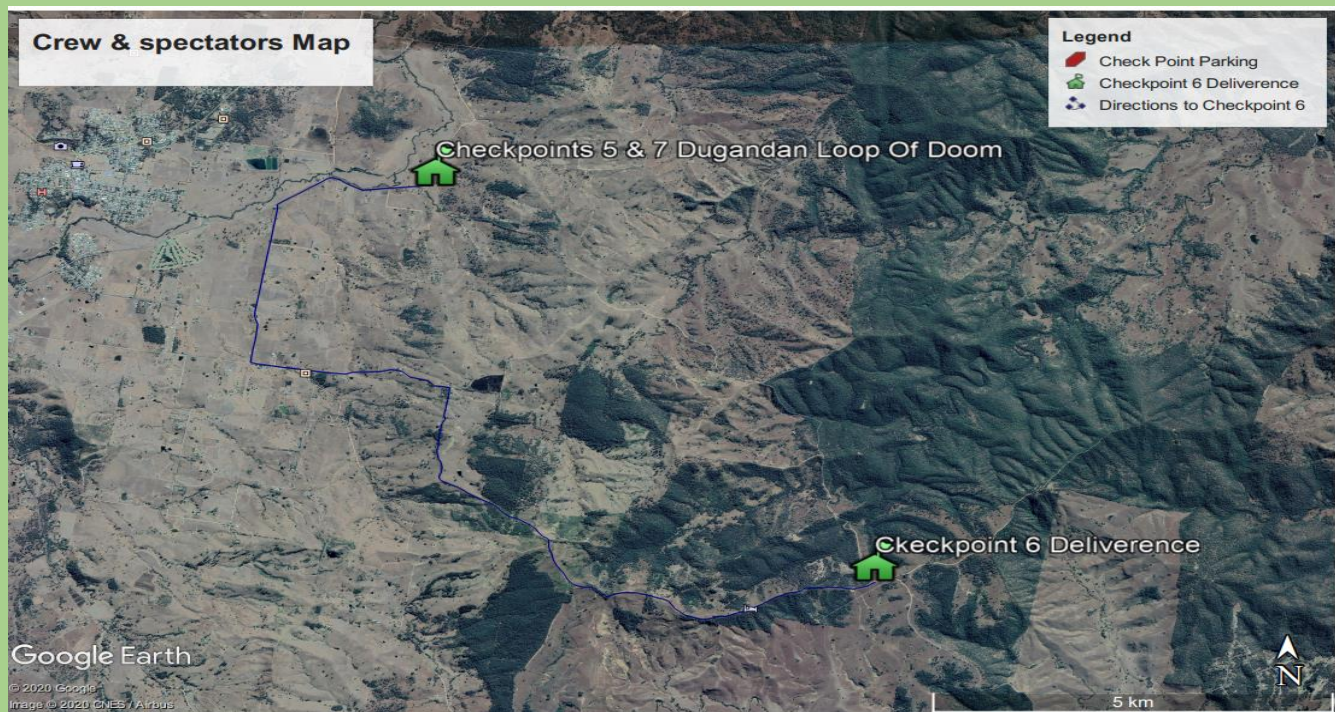 Crew & spectators Map
Legend
Check Point Parking
Checkpoint 6 Deliverence
Directions to Checkpoint 6
Checkpoints 5 & 7 Dugandan Loop Of Doom
Ckeckpoint 6 Deliverence
Google Earth
© 2020 Google
Image © 2020 CNES / Airbus
N
5 km